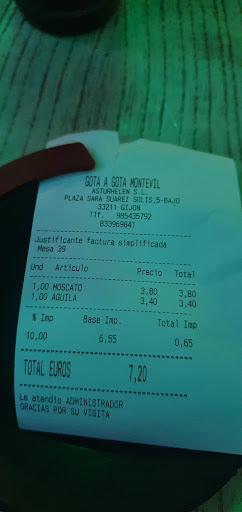 GOTA A GOTA MONTEVIL
ASTURHELEN S.L.
PLAZA SARA SUAREZ SOLIS,5-BAJO
33211 GIJON
Tlf. 985435792
B33969841
Justificante factura simplificada
Mesa 39
Und Artículo Precio Total
1,00 MOSCATO 3,80 3,80
1,00 AGUILA 3,40 3,40
% Imp Base Imp. Total Imp
10,00 6,55 0,65
TOTAL EUROS 7,20
Le atendio ADMINISTRADOR
GRACIAS POR SU VISITA